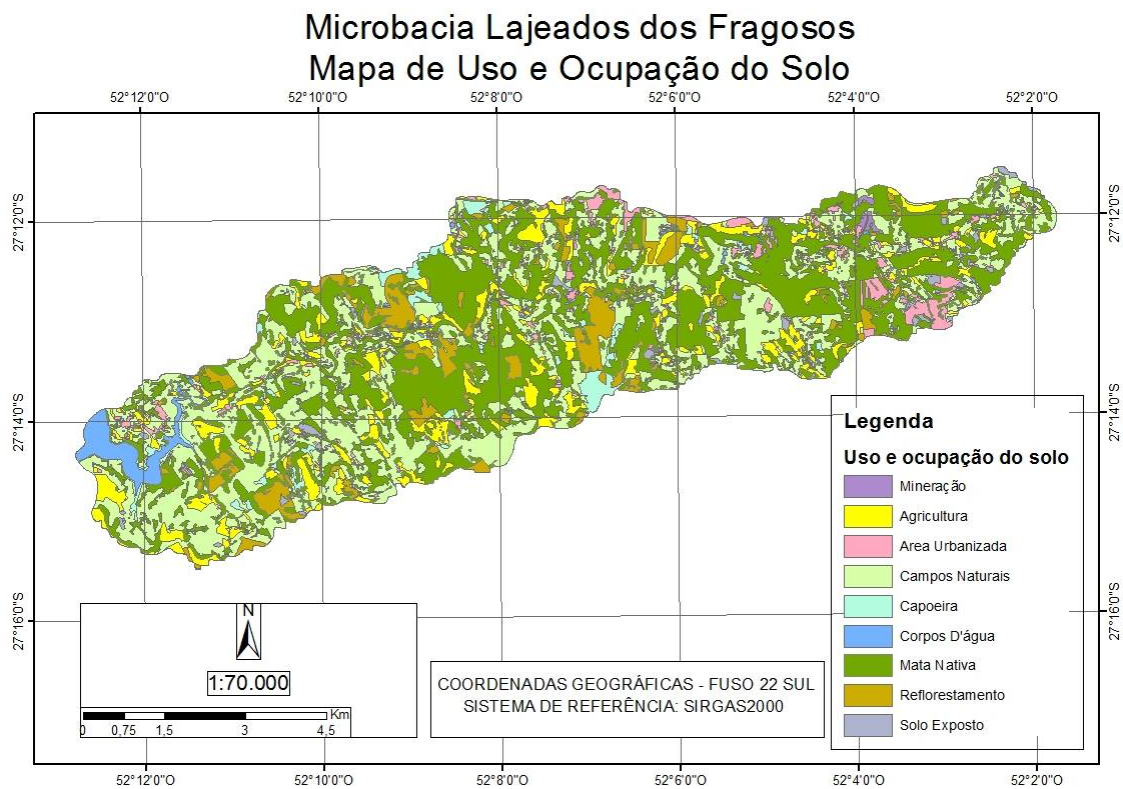 Microbacia Lajeados dos Fragosos
Mapa de Uso e Ocupação do Solo
52°12'0"O 52°10'0"O 52°8'0"O 52°6'0"O 52°4'0"O 52°2'0"O
27°12'0"S 27°12'0"S
27°14'0"S 27°14'0"S
27°16'0"S 27°16'0"S
Legenda
Uso e ocupação do solo
Mineração
Agricultura
Area Urbanizada
Campos Naturais
Capoeira
Corpos D'água
Mata Nativa
Reflorestamento
Solo Exposto
N
1:70.000
Km
0 0,75 1,5 3 4,5
COORDENADAS GEOGRÁFICAS - FUSO 22 SUL
SISTEMA DE REFERÊNCIA: SIRGAS2000
52°12'0"O 52°10'0"O 52°8'0"O 52°6'0"O 52°4'0"O 52°2'0"O